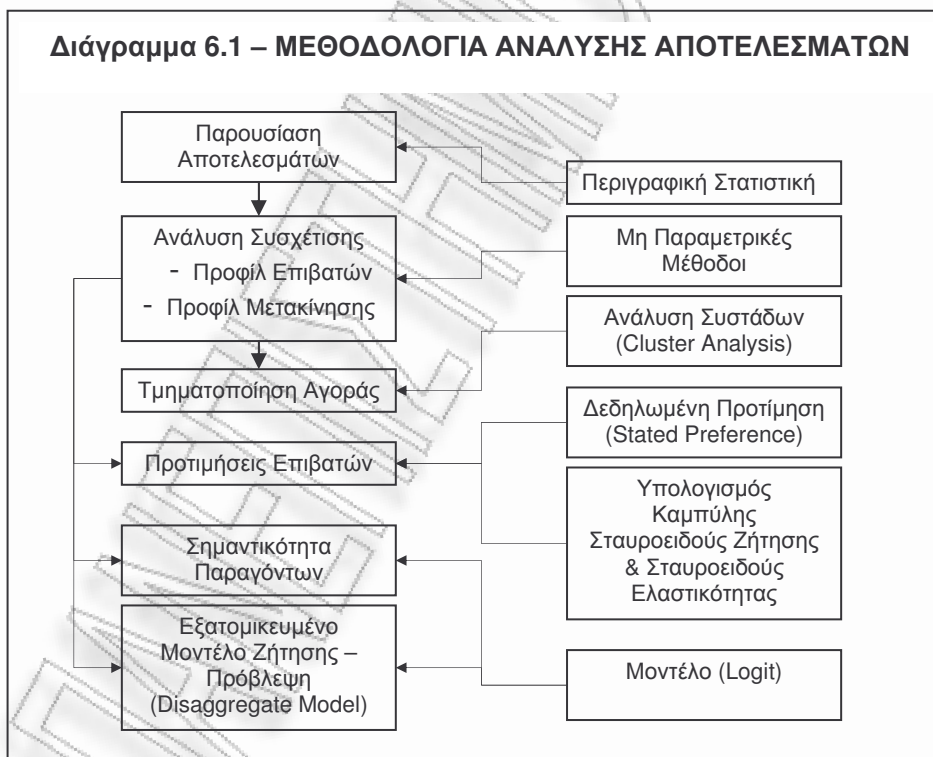 Διάγραμμα 6.1 – ΜΕΘΟΔΟΛΟΓΙΑ ΑΝΑΛΥΣΗΣ ΑΠΟΤΕΛΕΣΜΑΤΩΝ
Παρουσίαση
Αποτελεσμάτων
Περιγραφική Στατιστική
Ανάλυση Συσχέτισης
- Προφίλ Επιβατών
- Προφίλ Μετακίνησης
Μη Παραμετρικές
Μέθοδοι
Ανάλυση Συστάδων
(Cluster Analysis)
Τμηματοποίηση Αγοράς
Δεδηλωμένη Προτίμηση
(Stated Preference)
Προτιμήσεις Επιβατών
Υπολογισμός
Καμπύλης
Σταυροειδούς Ζήτησης
& Σταυροειδούς
Ελαστικότητας
Σημαντικότητα
Παραγόντων
Εξατομικευμένο
Μοντέλο Ζήτησης –
Πρόβλεψη
(Disaggregate Model)
Μοντέλο (Logit)